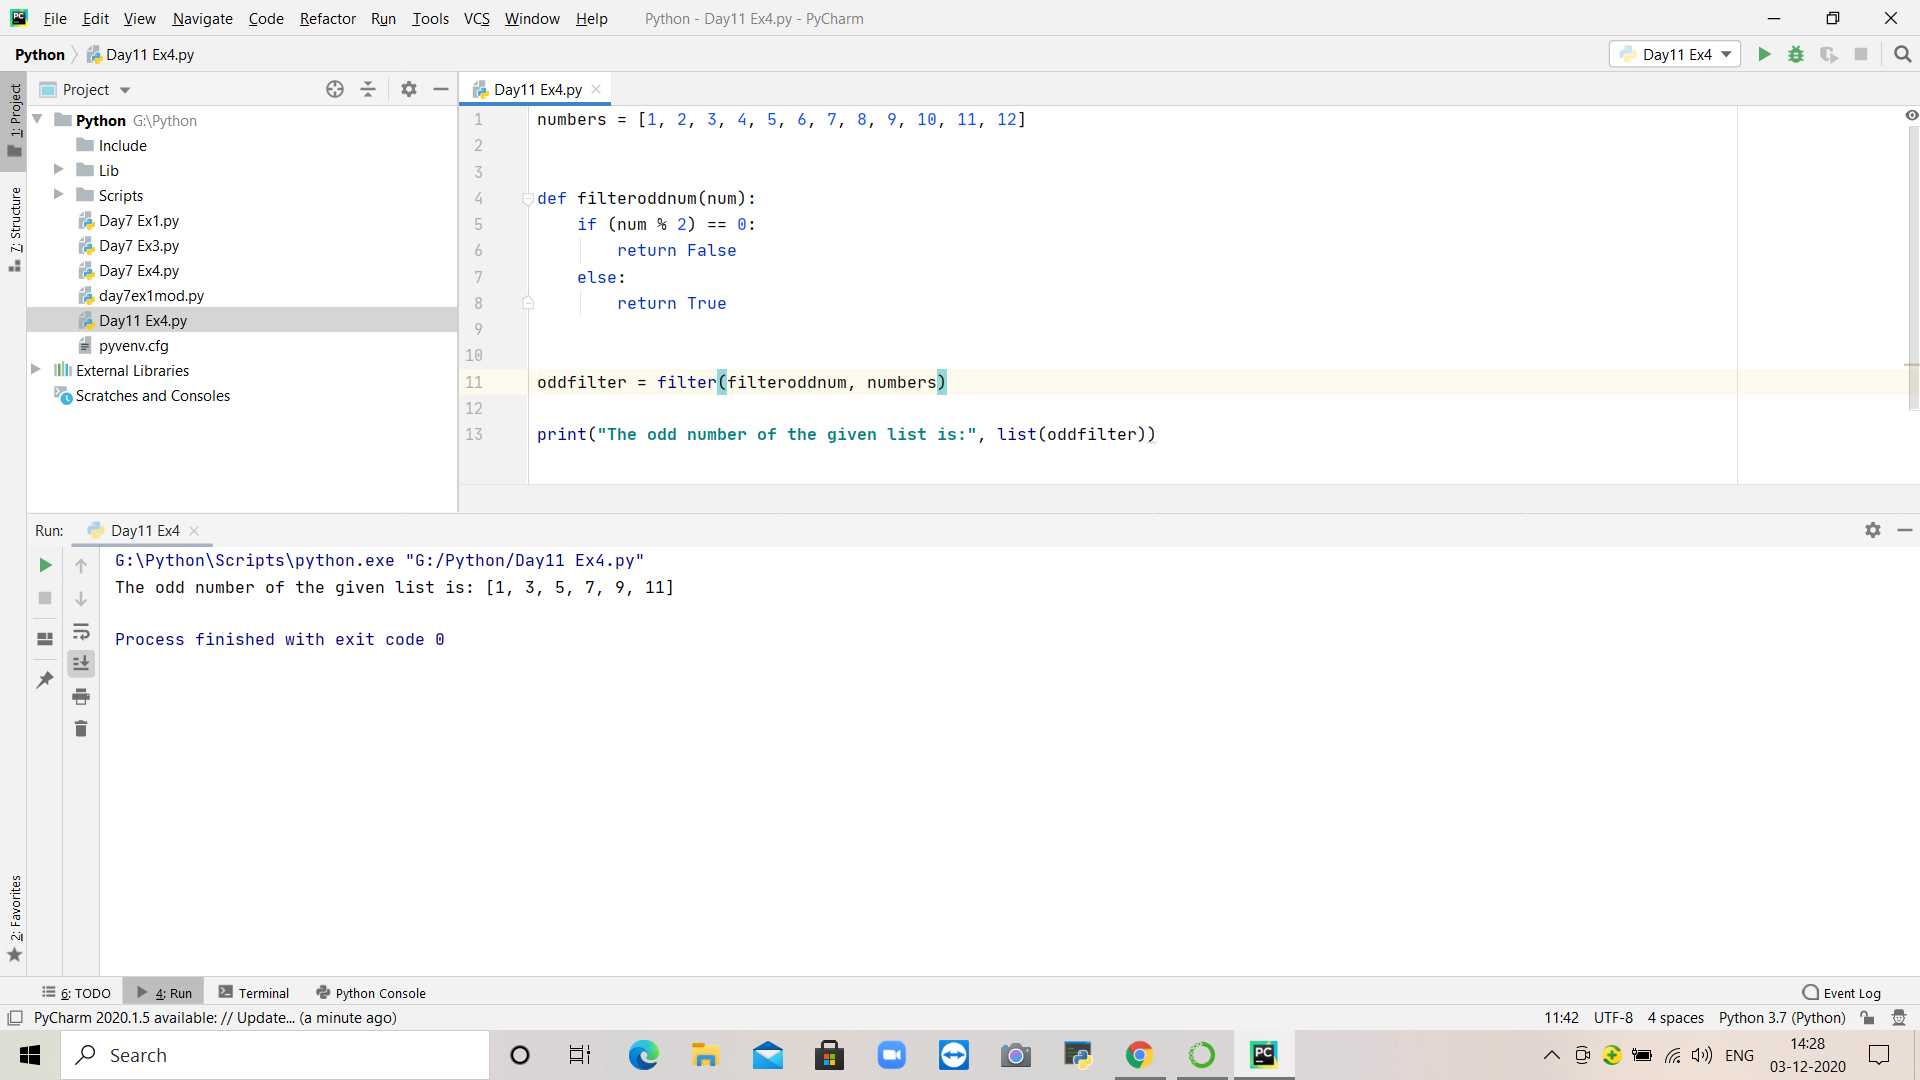 File Edit View Navigate Code Refactor Run Tools VCS Window Help Python - Day11 Ex4.py - PyCharm
Python Day11 Ex4.py Day11 Ex4
1: Project
7: Structure
2: Favorites
Project
Python G:\Python
Include
Lib
Scripts
Day7 Ex1.py
Day7 Ex3.py
Day7 Ex4.py
day7ex1mod.py
Day11 Ex4.py
pyvenv.cfg
External Libraries
Scratches and Consoles
Day11 Ex4.py
1 numbers = [1, 2, 3, 4, 5, 6, 7, 8, 9, 10, 11, 12]
2
3
4 def filteroddnum(num):
5     if (num % 2) == 0:
6         return False
7     else:
8         return True
9
10
11 oddfilter = filter(filteroddnum, numbers)
12
13 print("The odd number of the given list is:", list(oddfilter))
Run: Day11 Ex4
G:\Python\Scripts\python.exe "G:/Python/Day11 Ex4.py"
The odd number of the given list is: [1, 3, 5, 7, 9, 11]
Process finished with exit code 0
6: TODO 4: Run Terminal Python Console Event Log
PyCharm 2020.1.5 available: // Update... (a minute ago) 11:42 UTF-8 4 spaces Python 3.7 (Python)
Search PC ENG 14:28
03-12-2020